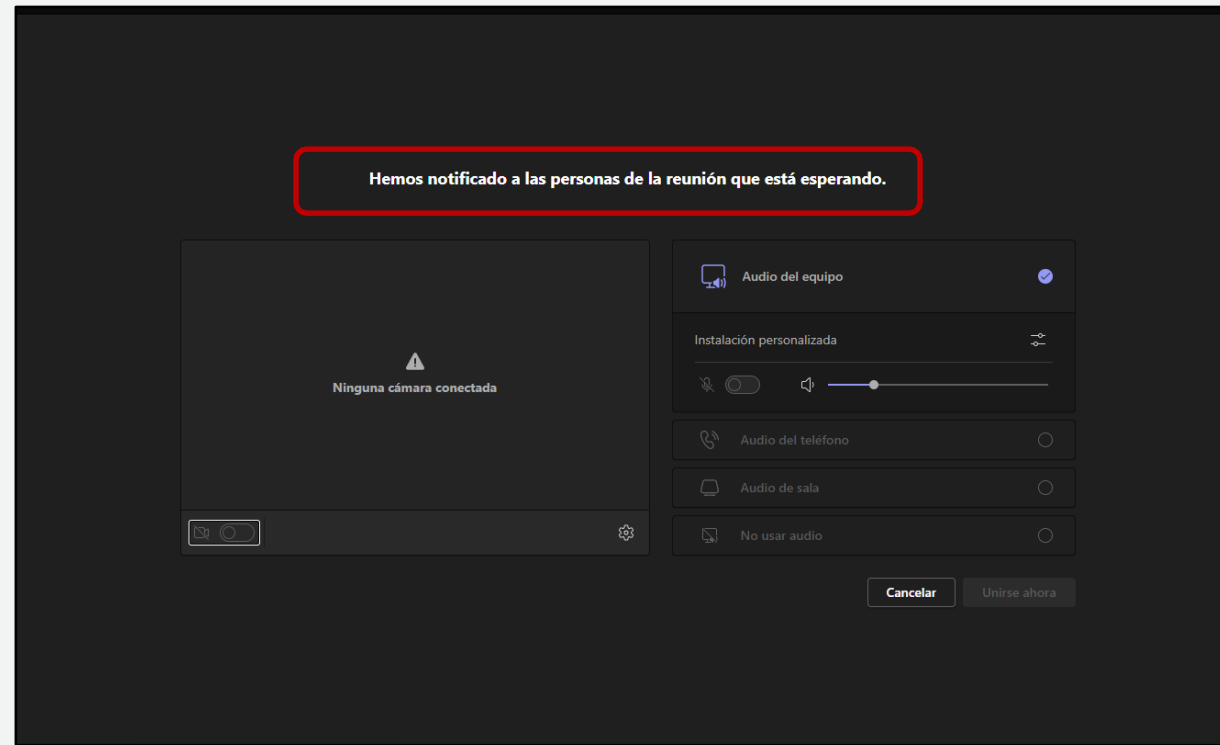 Hemos notificado a las personas de la reunión que está esperando.
Ninguna cámara conectada
Audio del equipo
Instalación personalizada
Audio del teléfono
Audio de sala
No usar audio
Cancelar
Unirse ahora